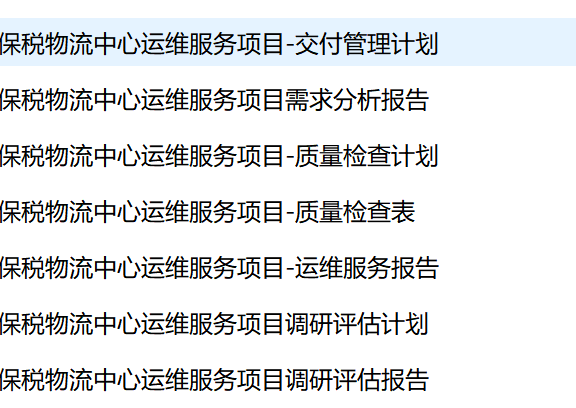 保税物流中心运维服务项目-交付管理计划
保税物流中心运维服务项目需求分析报告
保税物流中心运维服务项目-质量检查计划
保税物流中心运维服务项目-质量检查表
保税物流中心运维服务项目-运维服务报告
保税物流中心运维服务项目调研评估计划
保税物流中心运维服务项目调研评估报告